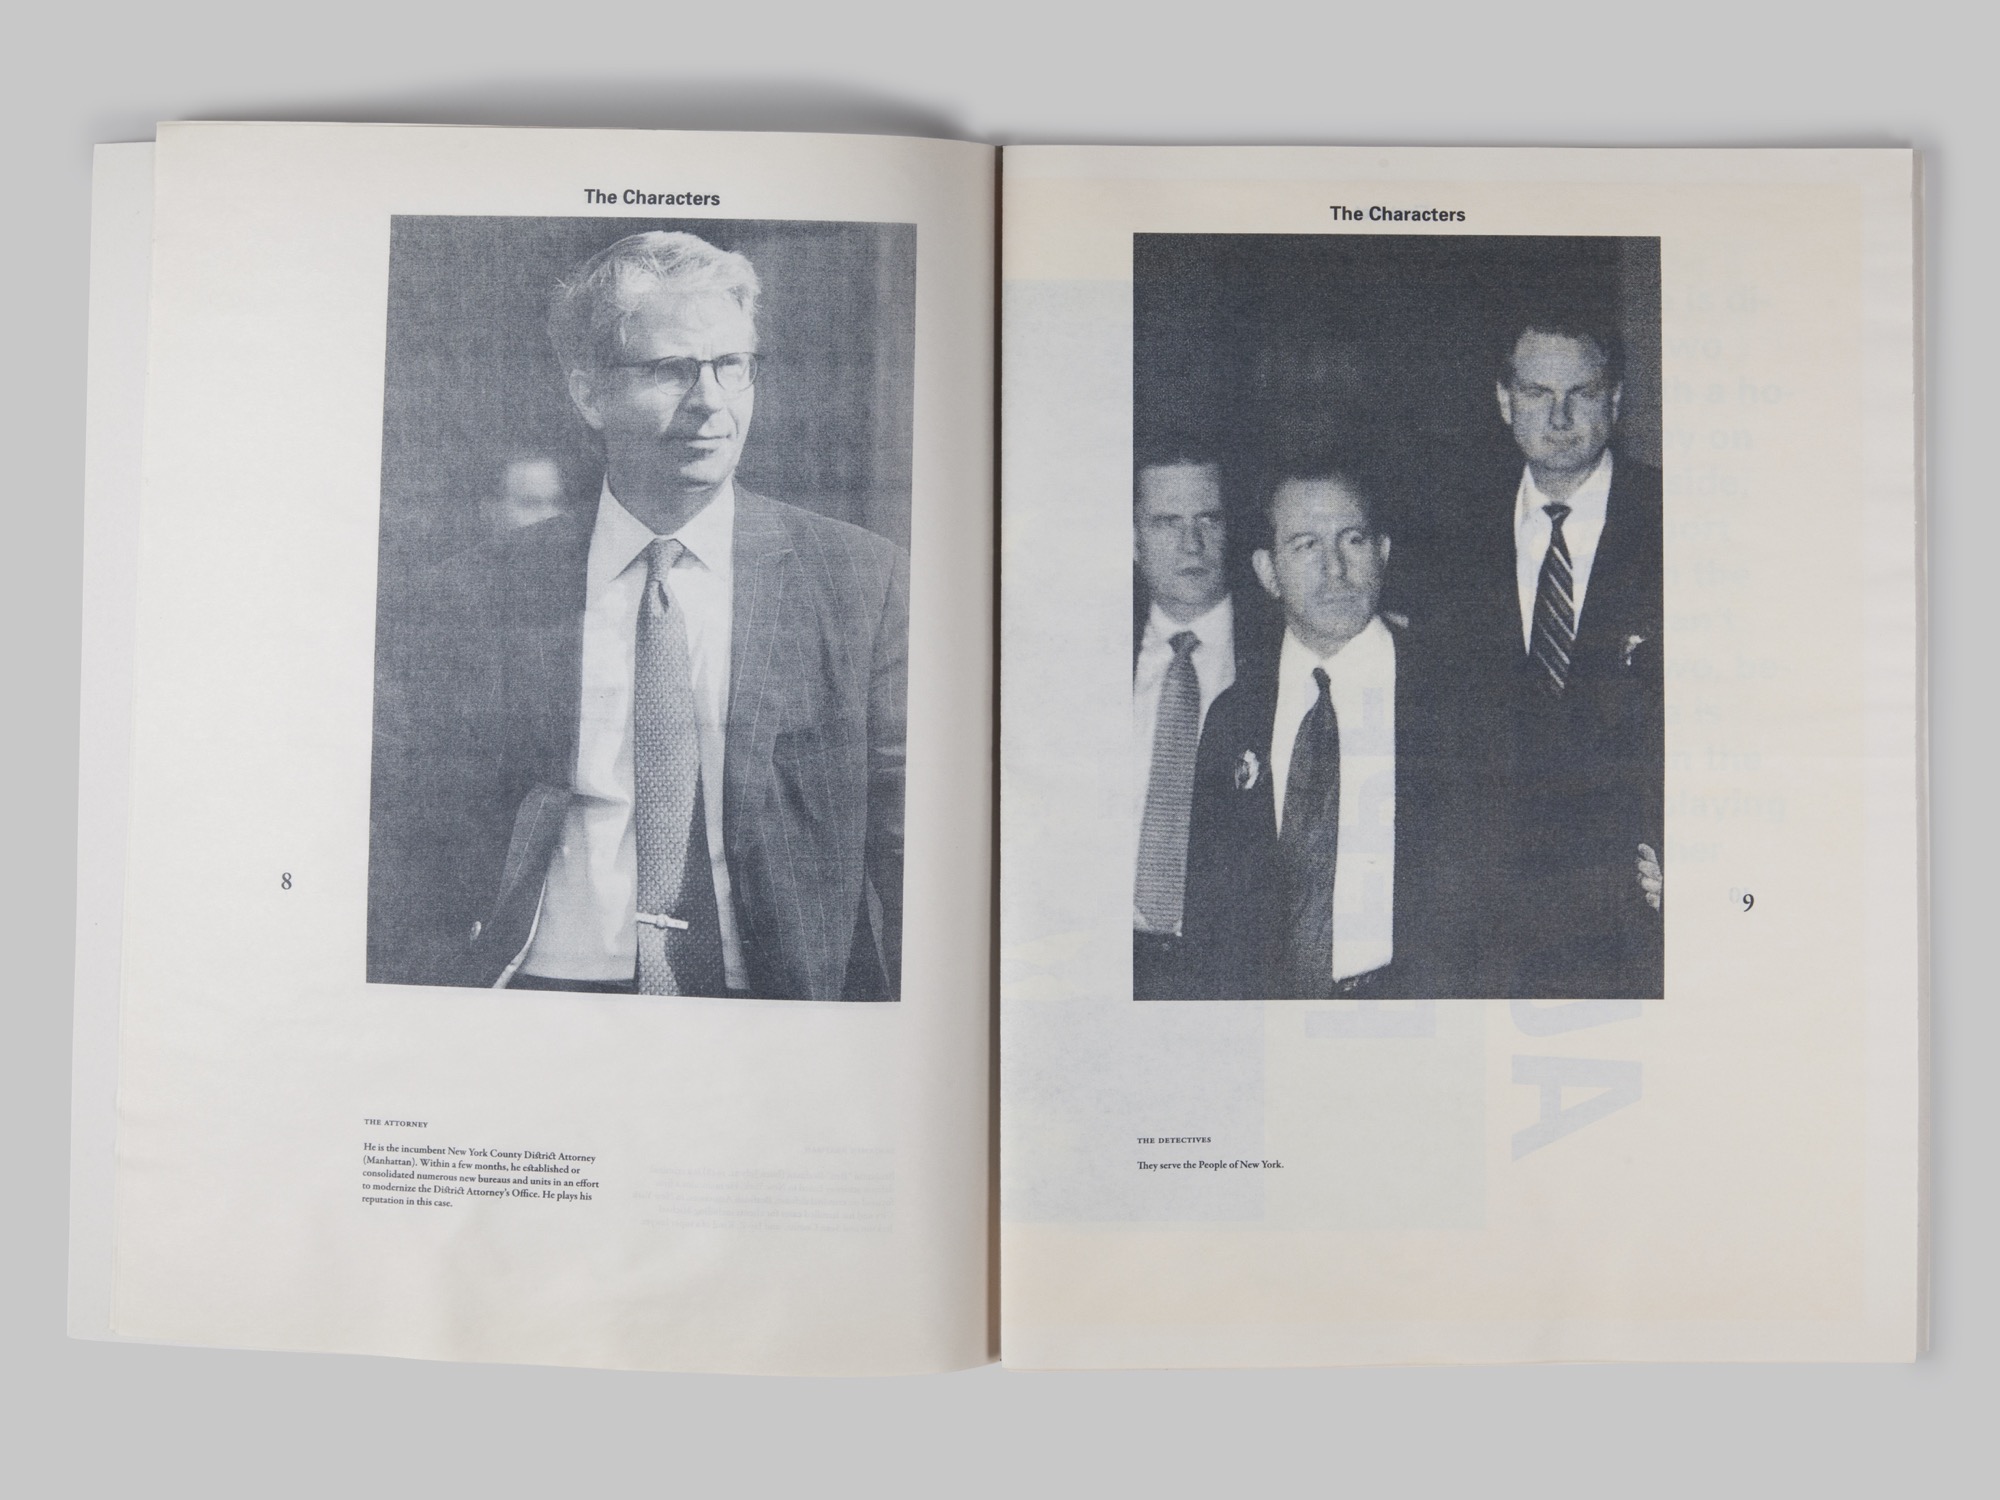 The Characters
8
THE ATTORNEY
He is the incumbent New York County District Attorney
(Manhattan). Within a few months, he established or
consolidated numerous new bureaus and units in an effort
to modernize the District Attorney's Office. He plays his
reputation in this case.
The Characters
9
THE DETECTIVES
They serve the People of New York.